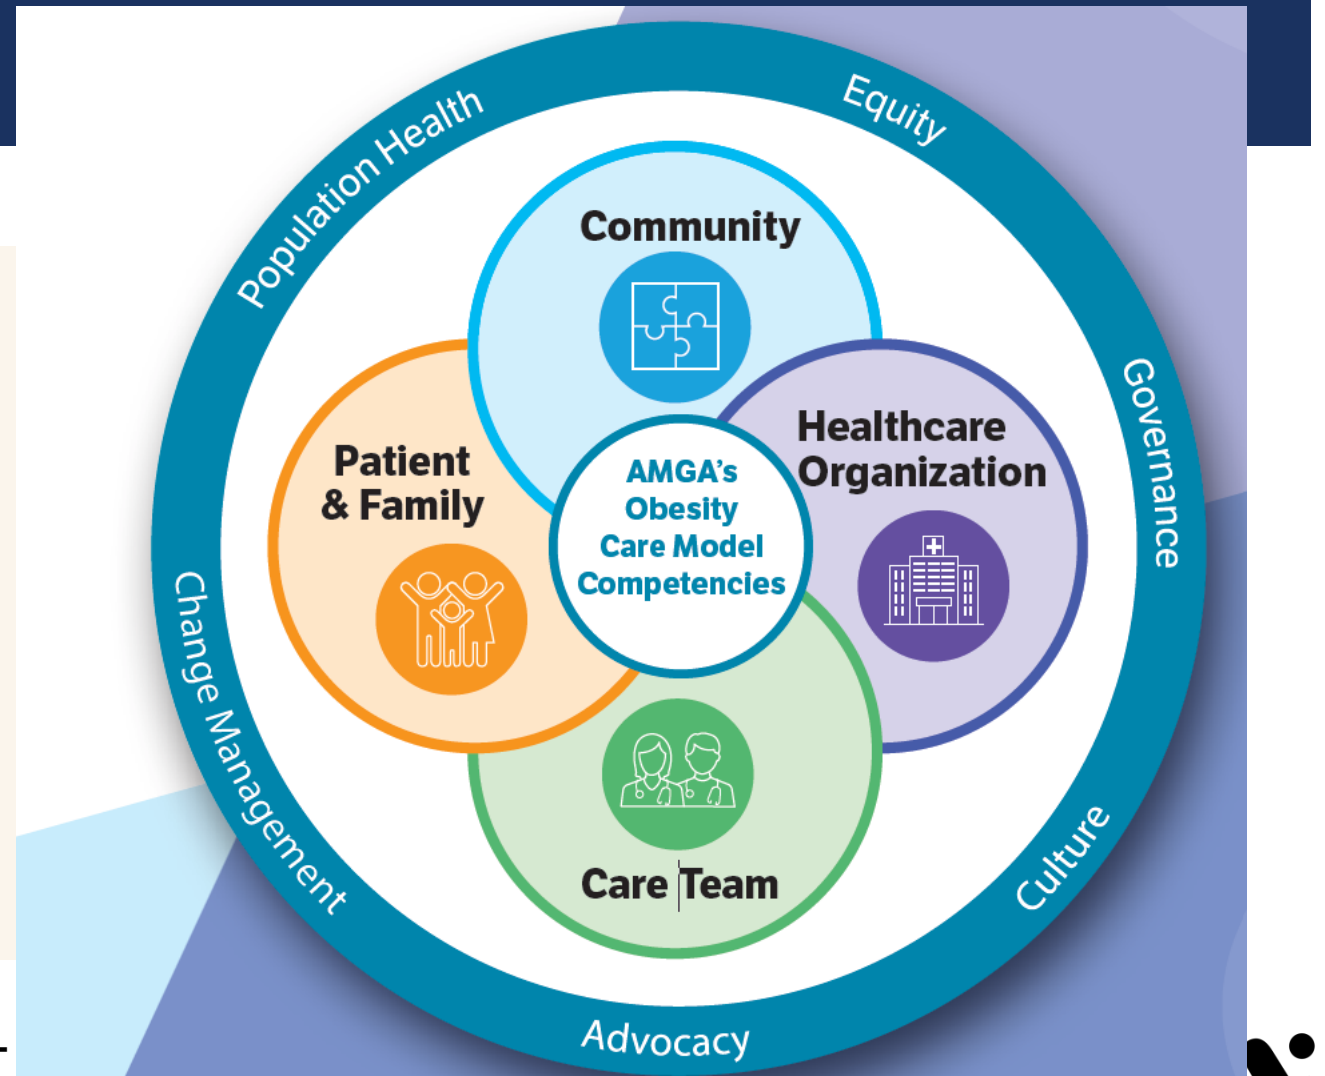 Population Health
Equity
Governance
Culture
Advocacy
Change Management
Community
Healthcare
Organization
Patient
& Family
AMGA’s
Obesity
Care Model
Competencies
Care Team